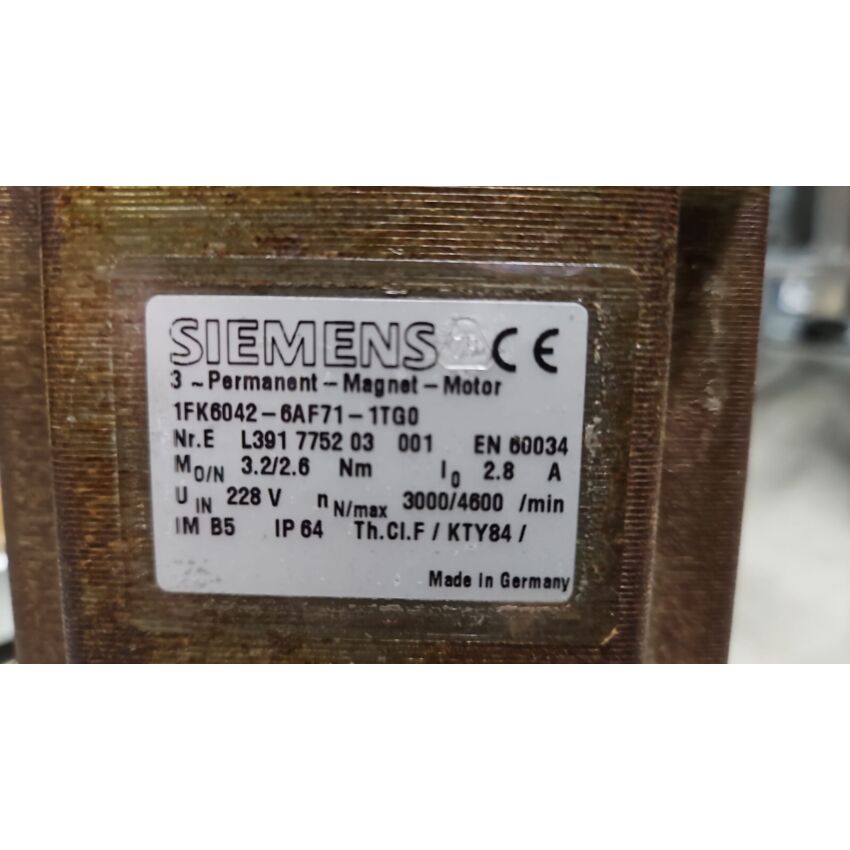 SIEMENS CE
3 ~ Permanent - Magnet - Motor
1FK6042-6AF71-1TG0
Nr.E L391 7752 03 001 EN 60034
M0/N 3.2/2.6 Nm I0 2.8 A
UIN 228 V nN/max 3000/4600 /min
IM B5 IP 64 Th.Cl.F / KTY84 /
Made in Germany